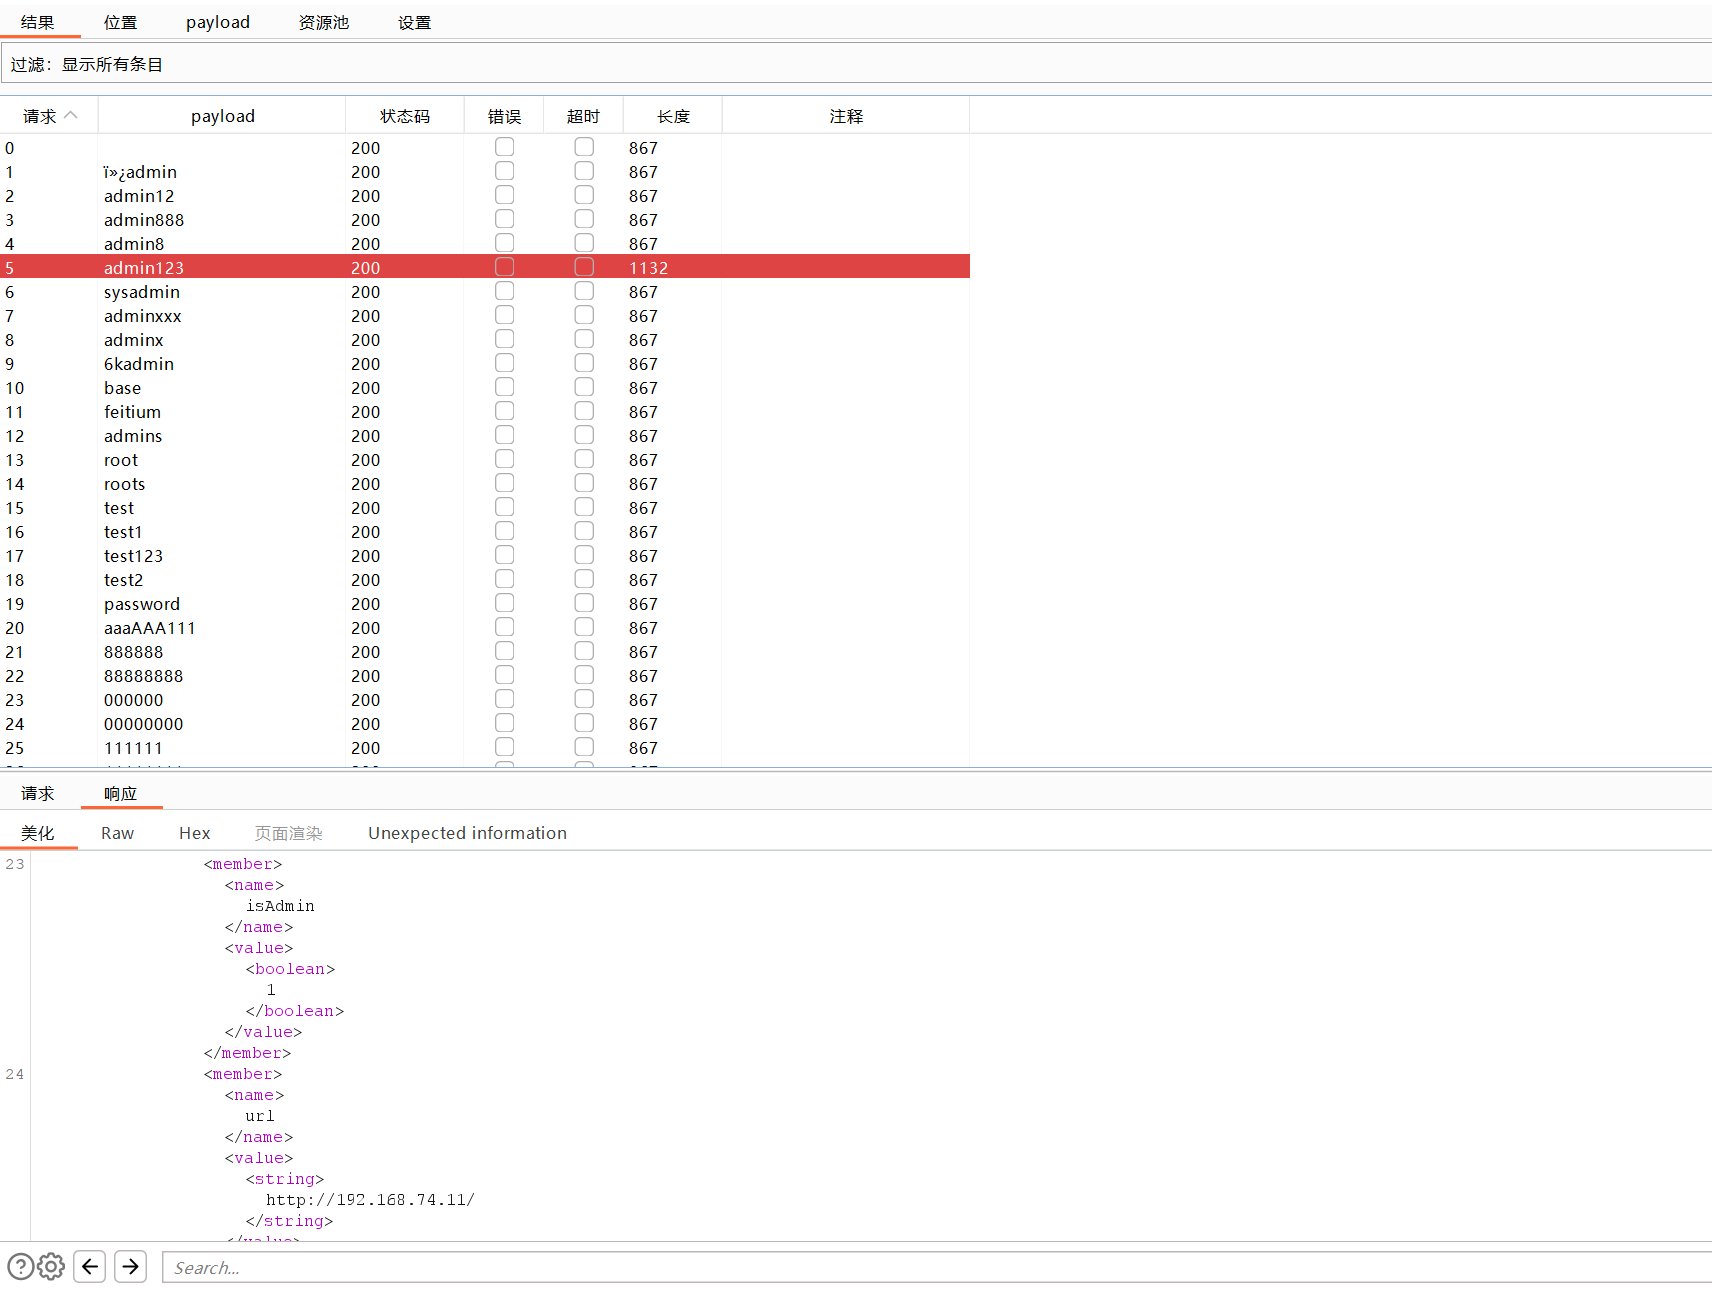 结果 位置 payload 资源池 设置
过滤：显示所有条目
请求 payload 状态码 错误 超时 长度 注释
0 200 867
1 ï»¿admin 200 867
2 admin12 200 867
3 admin888 200 867
4 admin8 200 867
5 admin123 200 1132
6 sysadmin 200 867
7 adminxxx 200 867
8 adminx 200 867
9 6kadmin 200 867
10 base 200 867
11 feitium 200 867
12 admins 200 867
13 root 200 867
14 roots 200 867
15 test 200 867
16 test1 200 867
17 test123 200 867
18 test2 200 867
19 password 200 867
20 aaaAAA111 200 867
21 888888 200 867
22 88888888 200 867
23 000000 200 867
24 00000000 200 867
25 111111 200 867
请求 响应
美化 Raw Hex 页面渲染 Unexpected information
23 <member>
<name>
isAdmin
</name>
<value>
<boolean>
1
</boolean>
</value>
</member>
24 <member>
<name>
url
</name>
<value>
<string>
http://192.168.74.11/
</string>
</value>
Search...